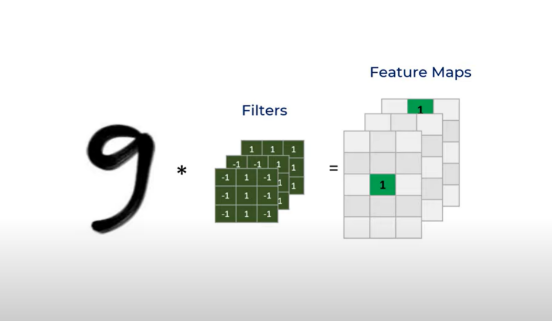 Feature Maps
Filters
9 * =
1 1 1
-1 -1 1 1
-1 1 -1 1
-1 1 -1 1
-1 1 -1
1
1